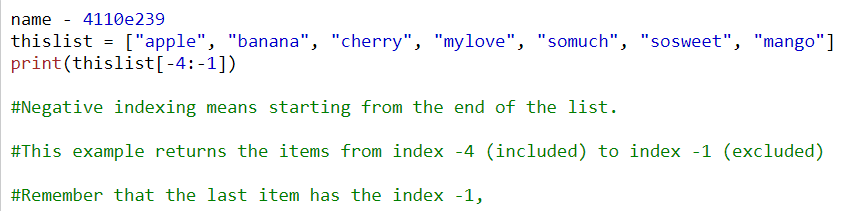 name - 4110e239
thislist = ["apple", "banana", "cherry", "mylove", "somuch", "sosweet", "mango"]
print(thislist[-4:-1])
#Negative indexing means starting from the end of the list.
#This example returns the items from index -4 (included) to index -1 (excluded)
#Remember that the last item has the index -1,